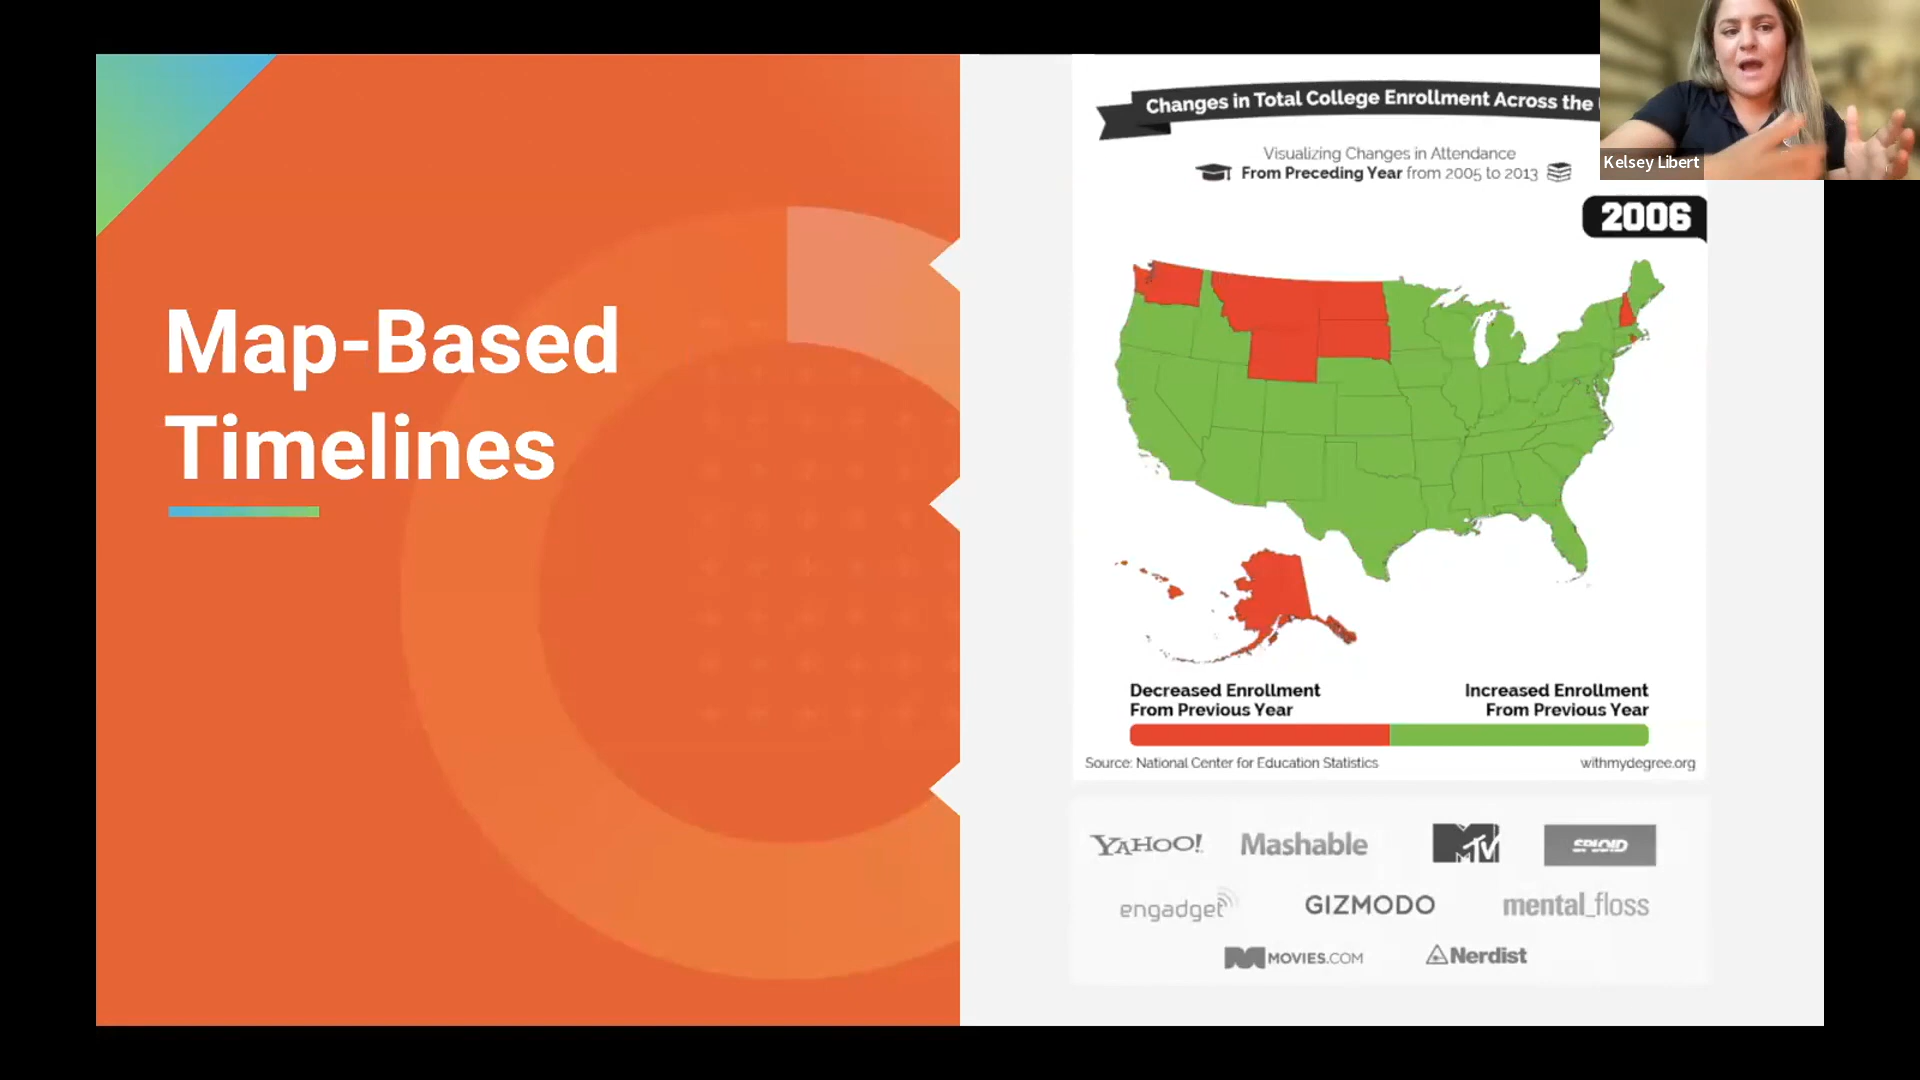 Map-Based
Timelines
Changes in Total College Enrollment Across the
Visualizing Changes in Attendance
From Preceding Year from 2005 to 2013
2006
Decreased Enrollment
From Previous Year
Increased Enrollment
From Previous Year
Source: National Center for Education Statistics
withmydegree.org
YAHOO! Mashable MTV SPLOID
engadget GIZMODO mental_floss
MOVIES.COM Nerdist
Kelsey Libert